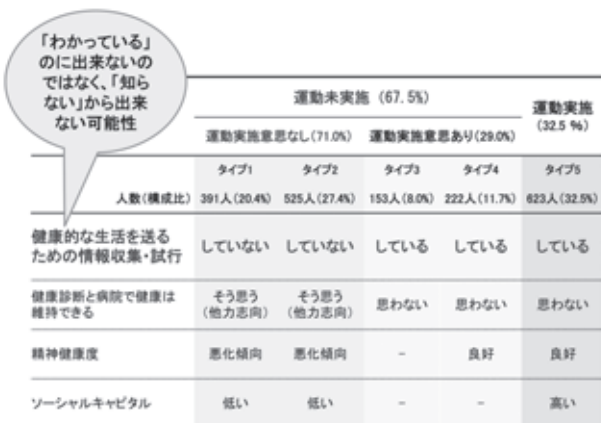 「わかっている」
のに出来ないの
ではなく、「知ら
ない」から出来
ない可能性
運動未実施 (67.5%)
運動実施
(32.5 %)
運動実施意思なし(71.0%) 運動実施意思あり(29.0%)
タイプ1 タイプ2 タイプ3 タイプ4 タイプ5
人数(構成比) 391人(20.4%) 525人(27.4%) 153人(8.0%) 222人(11.7%) 623人(32.5%)
健康的な生活を送る
ための情報収集・試行 していない していない している している している
健康診断と病院で健康は
維持できる そう思う
(他力志向) そう思う
(他力志向) 思わない 思わない 思わない
精神健康度 悪化傾向 悪化傾向 - 良好 良好
ソーシャルキャピタル 低い 低い - - 高い